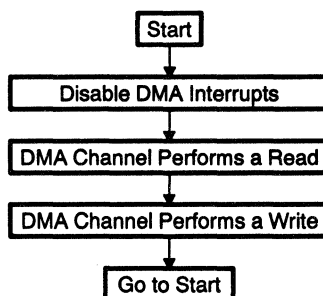 Start
Disable DMA Interrupts
DMA Channel Performs a Read
DMA Channel Performs a Write
Go to Start